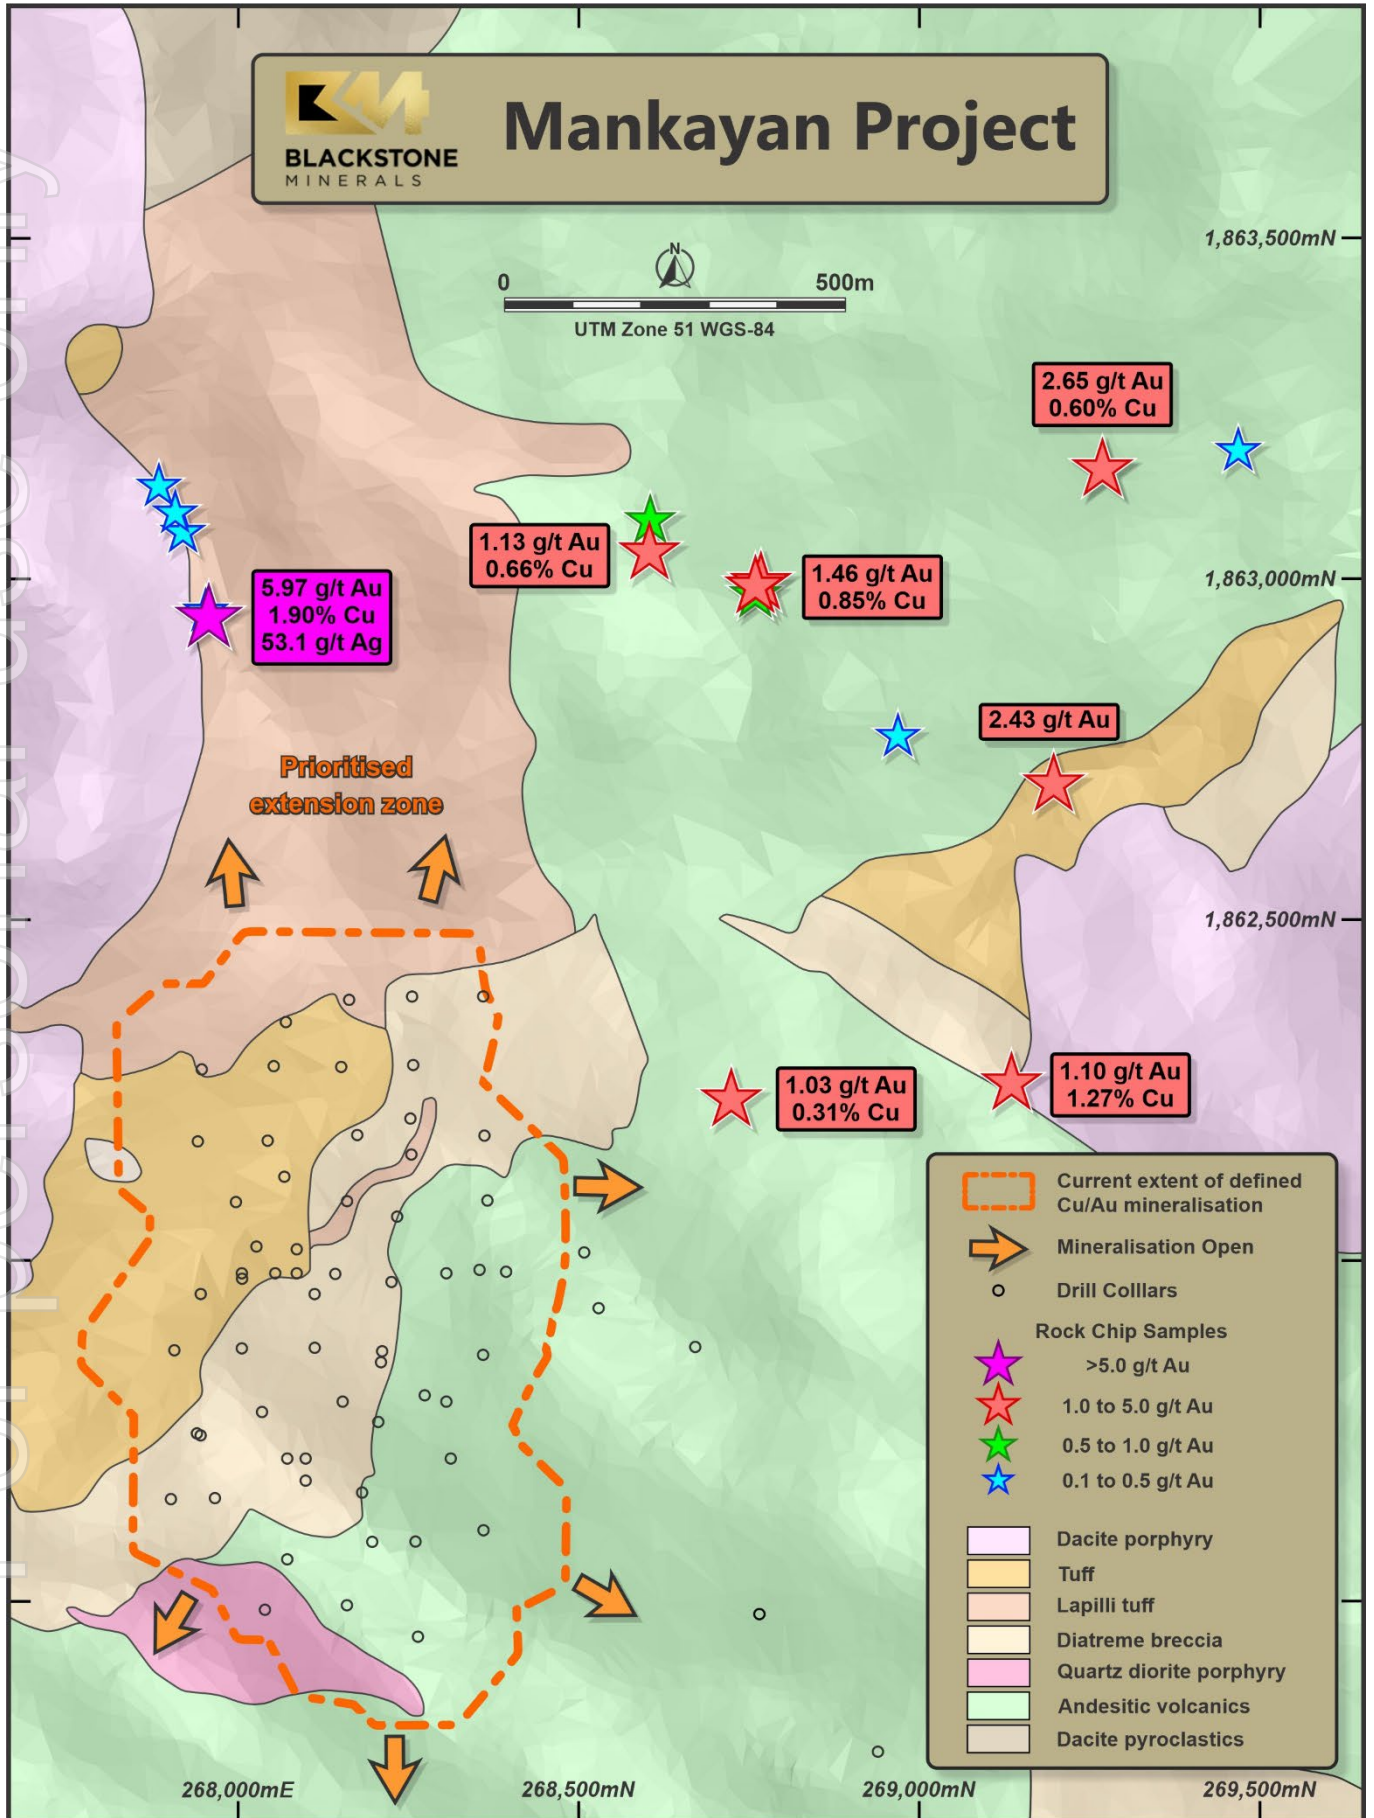 BLACKSTONE
MINERALS
Mankayan Project
1,863,500mN
N
0 500m
UTM Zone 51 WGS-84
2.65 g/t Au
0.60% Cu
1.13 g/t Au
0.66% Cu
1.46 g/t Au
0.85% Cu
1,863,000mN
5.97 g/t Au
1.90% Cu
53.1 g/t Ag
2.43 g/t Au
Prioritised
extension zone
1,862,500mN
1.03 g/t Au
0.31% Cu
1.10 g/t Au
1.27% Cu
Current extent of defined
Cu/Au mineralisation
Mineralisation Open
Drill Colllars
Rock Chip Samples
>5.0 g/t Au
1.0 to 5.0 g/t Au
0.5 to 1.0 g/t Au
0.1 to 0.5 g/t Au
Dacite porphyry
Tuff
Lapilli tuff
Diatreme breccia
Quartz diorite porphyry
Andesitic volcanics
Dacite pyroclastics
268,000mE
268,500mN
269,000mN
269,500mN
For personal use only